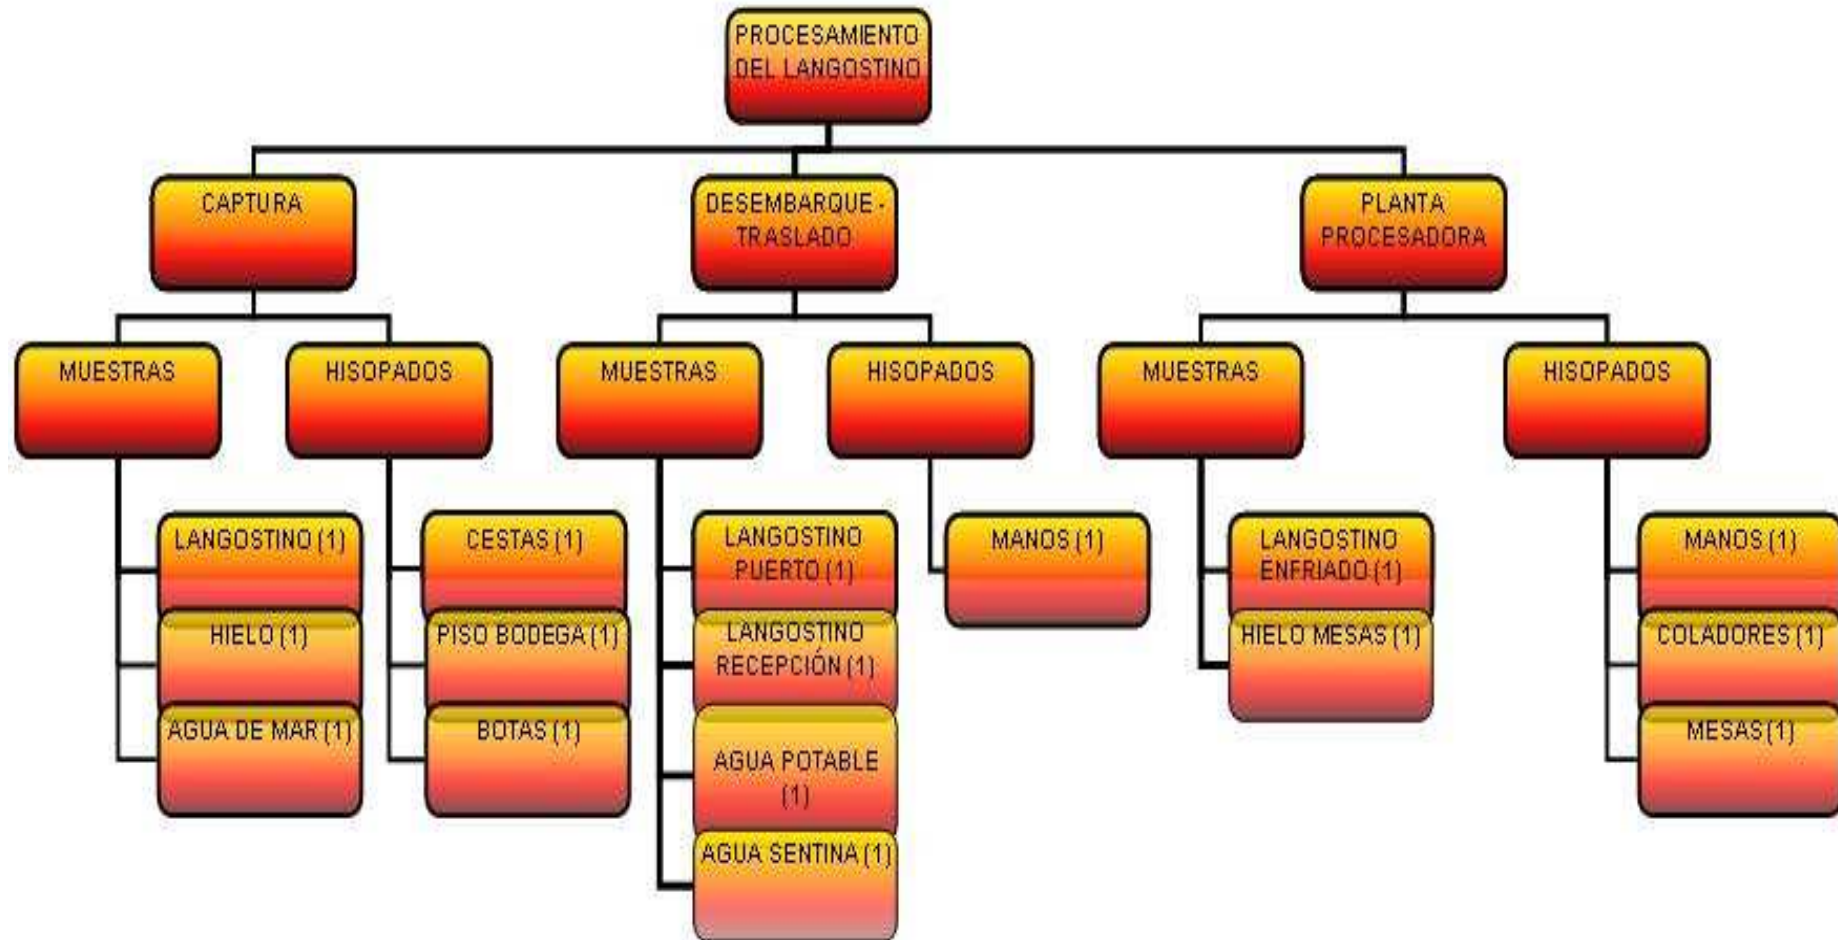 PROCESAMIENTO
DEL LANGOSTINO
CAPTURA
DESEMBARQUE -
TRASLADO
PLANTA
PROCESADORA
MUESTRAS
HISOPADOS
MUESTRAS
HISOPADOS
MUESTRAS
HISOPADOS
LANGOSTINO (1)
HIELO (1)
AGUA DE MAR (1)
CESTAS (1)
PISO BODEGA (1)
BOTAS (1)
LANGOSTINO
PUERTO (1)
LANGOSTINO
RECEPCIÓN (1)
AGUA POTABLE
(1)
AGUA SENTINA (1)
MANOS (1)
LANGOSTINO
ENFRIADO (1)
HIELO MESAS (1)
MANOS (1)
COLADORES (1)
MESAS (1)